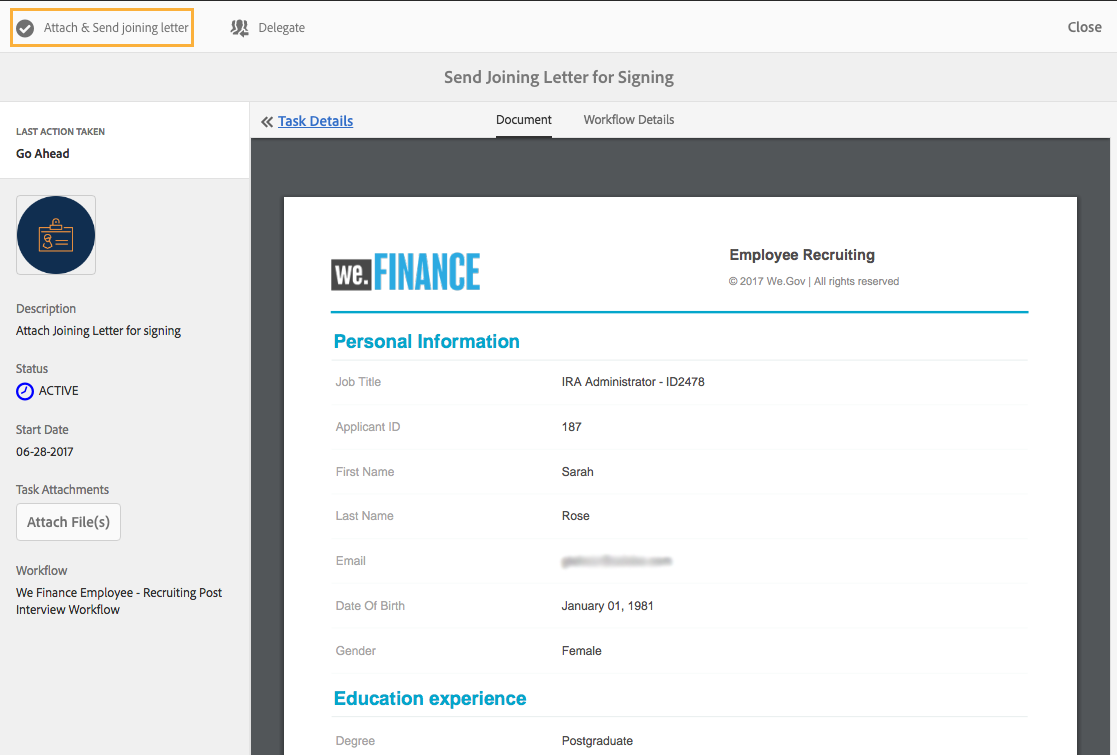 Attach & Send joining letter
Delegate
Close
Send Joining Letter for Signing
LAST ACTION TAKEN
Go Ahead
Description
Attach Joining Letter for signing
Status
ACTIVE
Start Date
06-28-2017
Task Attachments
Attach File(s)
Workflow
We Finance Employee - Recruiting Post
Interview Workflow
Task Details
Document
Workflow Details
we.FINANCE
Employee Recruiting
© 2017 We.Gov | All rights reserved
Personal Information
Job Title IRA Administrator - ID2478
Applicant ID 187
First Name Sarah
Last Name Rose
Email
Date Of Birth January 01, 1981
Gender Female
Education experience
Degree Postgraduate